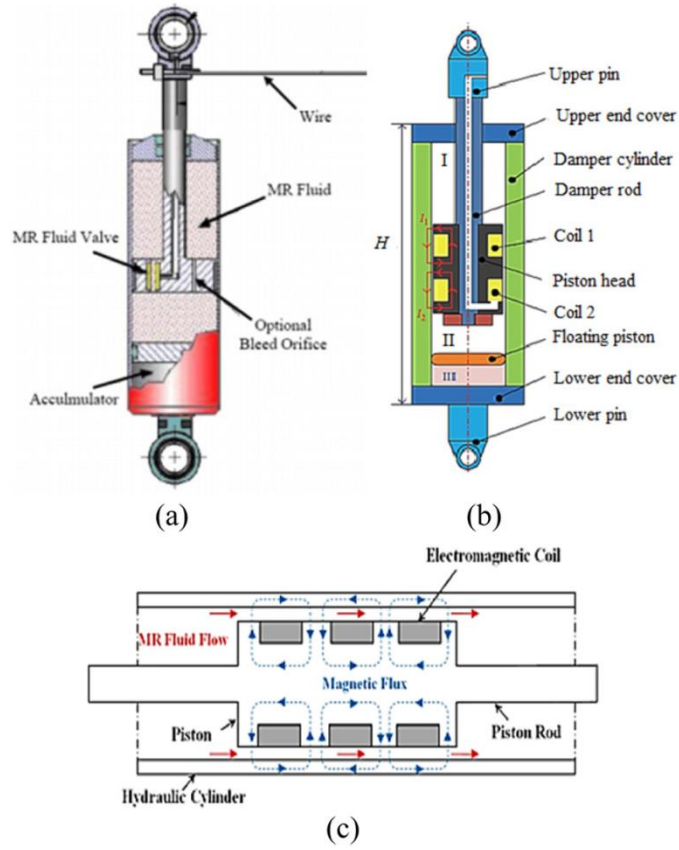 Wire
MR Fluid
MR Fluid Valve
Optional
Bleed Orifice
Acculmulator
(a)
Upper pin
Upper end cover
I
Damper cylinder
Damper rod
H
I₁
Coil 1
Piston head
I₂
Coil 2
II
Floating piston
III
Lower end cover
Lower pin
(b)
Electromagnetic Coil
MR Fluid Flow
Magnetic Flux
Piston
Piston Rod
Hydraulic Cylinder
(c)